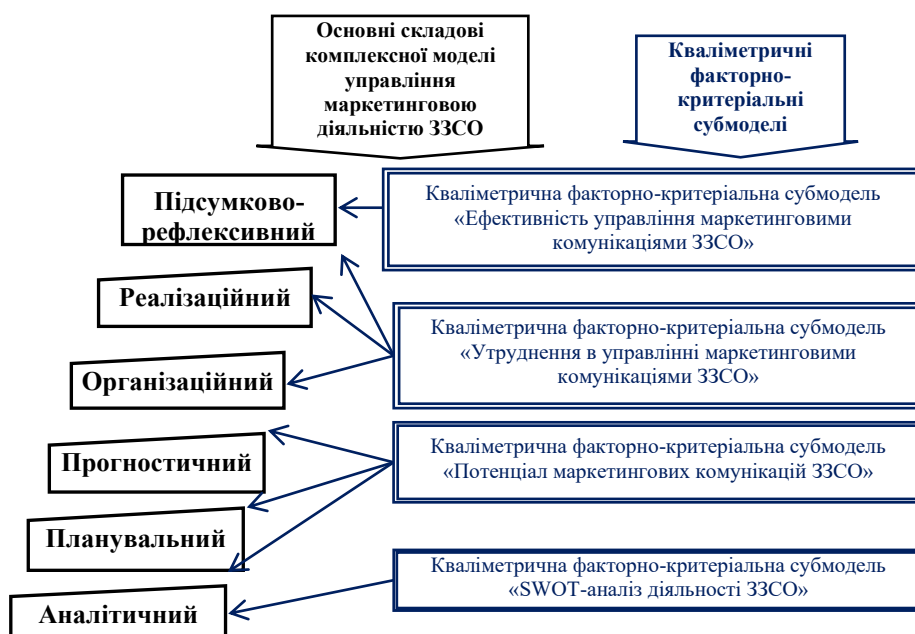 Основні складові
комплексної моделі
управління
маркетинговою
діяльністю ЗЗСО
Кваліметричні
факторно-
критеріальні
субмоделі
Підсумково-
рефлексивний
Кваліметрична факторно-критеріальна субмодель
«Ефективність управління маркетинговими
комунікаціями ЗЗСО»
Реалізаційний
Організаційний
Кваліметрична факторно-критеріальна субмодель
«Утруднення в управлінні маркетинговими
комунікаціями ЗЗСО»
Прогностичний
Планувальний
Кваліметрична факторно-критеріальна субмодель
«Потенціал маркетингових комунікацій ЗЗСО»
Аналітичний
Кваліметрична факторно-критеріальна субмодель
«SWOT-аналіз діяльності ЗЗСО»